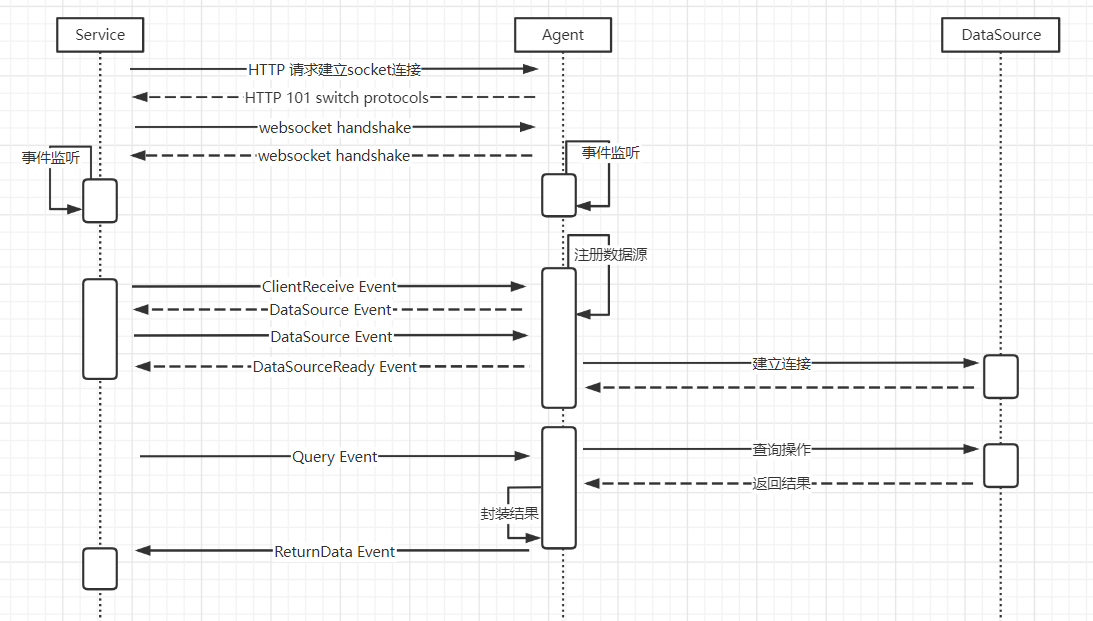 Service
Agent
DataSource
HTTP 请求建立socket连接
HTTP 101 switch protocols
websocket handshake
websocket handshake
事件监听
事件监听
注册数据源
ClientReceive Event
DataSource Event
DataSource Event
DataSourceReady Event
建立连接
查询操作
Query Event
返回结果
封装结果
ReturnData Event